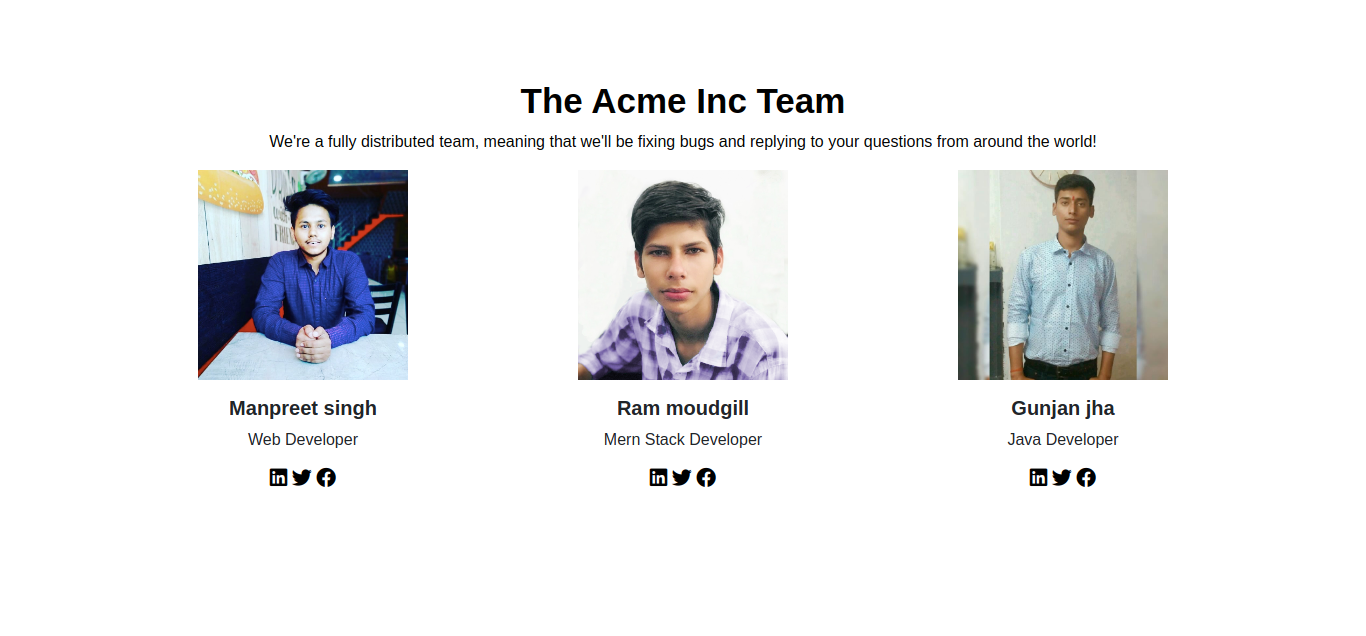 The Acme Inc Team
We're a fully distributed team, meaning that we'll be fixing bugs and replying to your questions from around the world!
Manpreet singh
Ram moudgill
Gunjan jha
Web Developer
Mern Stack Developer
Java Developer